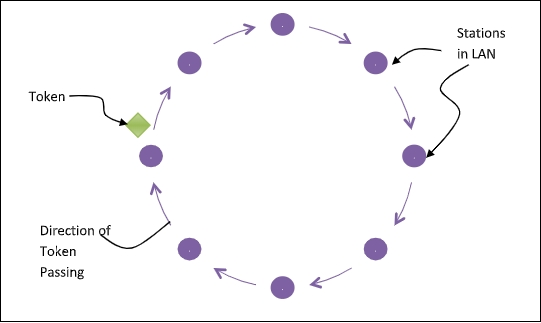 Stations
in LAN
Token
Direction of
Token
Passing